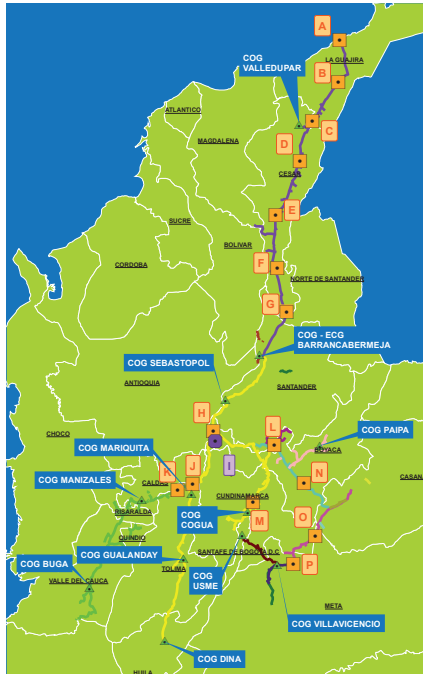 A
LA GUAJIRA
COG
VALLEDUPAR
B
ATLANTICO
C
MAGDALENA
D
CESAR
E
SUCRE
BOLIVAR
CORDOBA
F
NORTE DE SANTANDER
G
COG - ECG
BARRANCABERMEJA
COG SEBASTOPOL
ANTIOQUIA
SANTANDER
H
CHOCO
L
COG PAIPA
COG MARIQUITA
BOYACA
K
J
I
N
CASAN
COG MANIZALES
CALDAS
CUNDINAMARCA
RISARALDA
COG
COGUA
M
O
QUINDIO
COG GUALANDAY
SANTAFE DE BOGOTA D.C
COG BUGA
TOLIMA
COG
USME
P
VALLE DEL CAUCA
META
COG VILLAVICENCIO
COG DINA
HUILA